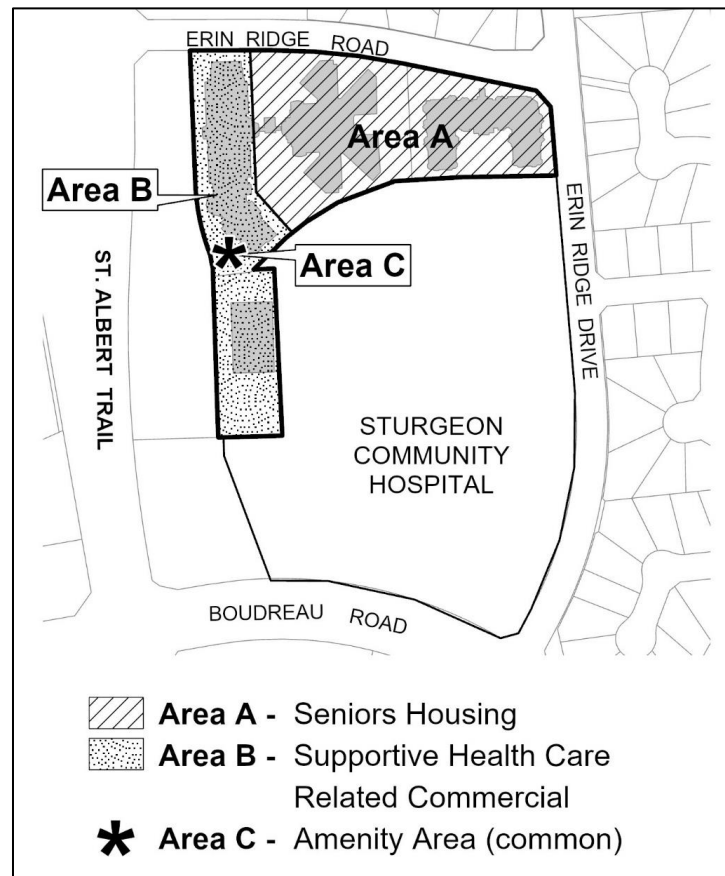 ERIN RIDGE ROAD
Area A
Area B
Area C
ERIN RIDGE DRIVE
ST. ALBERT TRAIL
STURGEON
COMMUNITY
HOSPITAL
BOUDREAU ROAD
Area A - Seniors Housing
Area B - Supportive Health Care
Related Commercial
* Area C - Amenity Area (common)